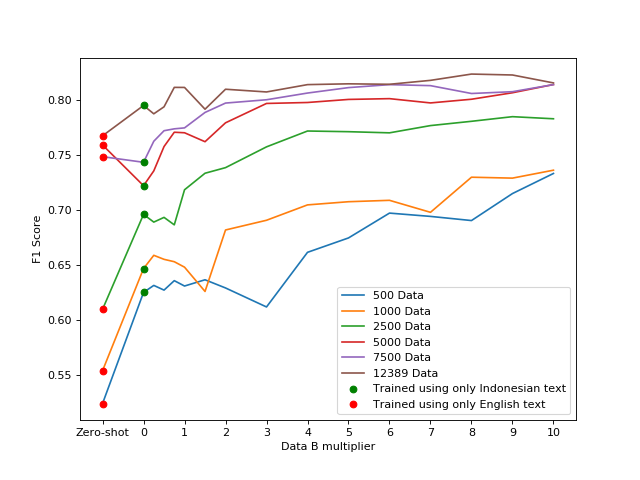 0.80
0.75
0.70
0.65
0.60
0.55
F1 Score
500 Data
1000 Data
2500 Data
5000 Data
7500 Data
12389 Data
Trained using only Indonesian text
Trained using only English text
Zero-shot 0 1 2 3 4 5 6 7 8 9 10
Data B multiplier